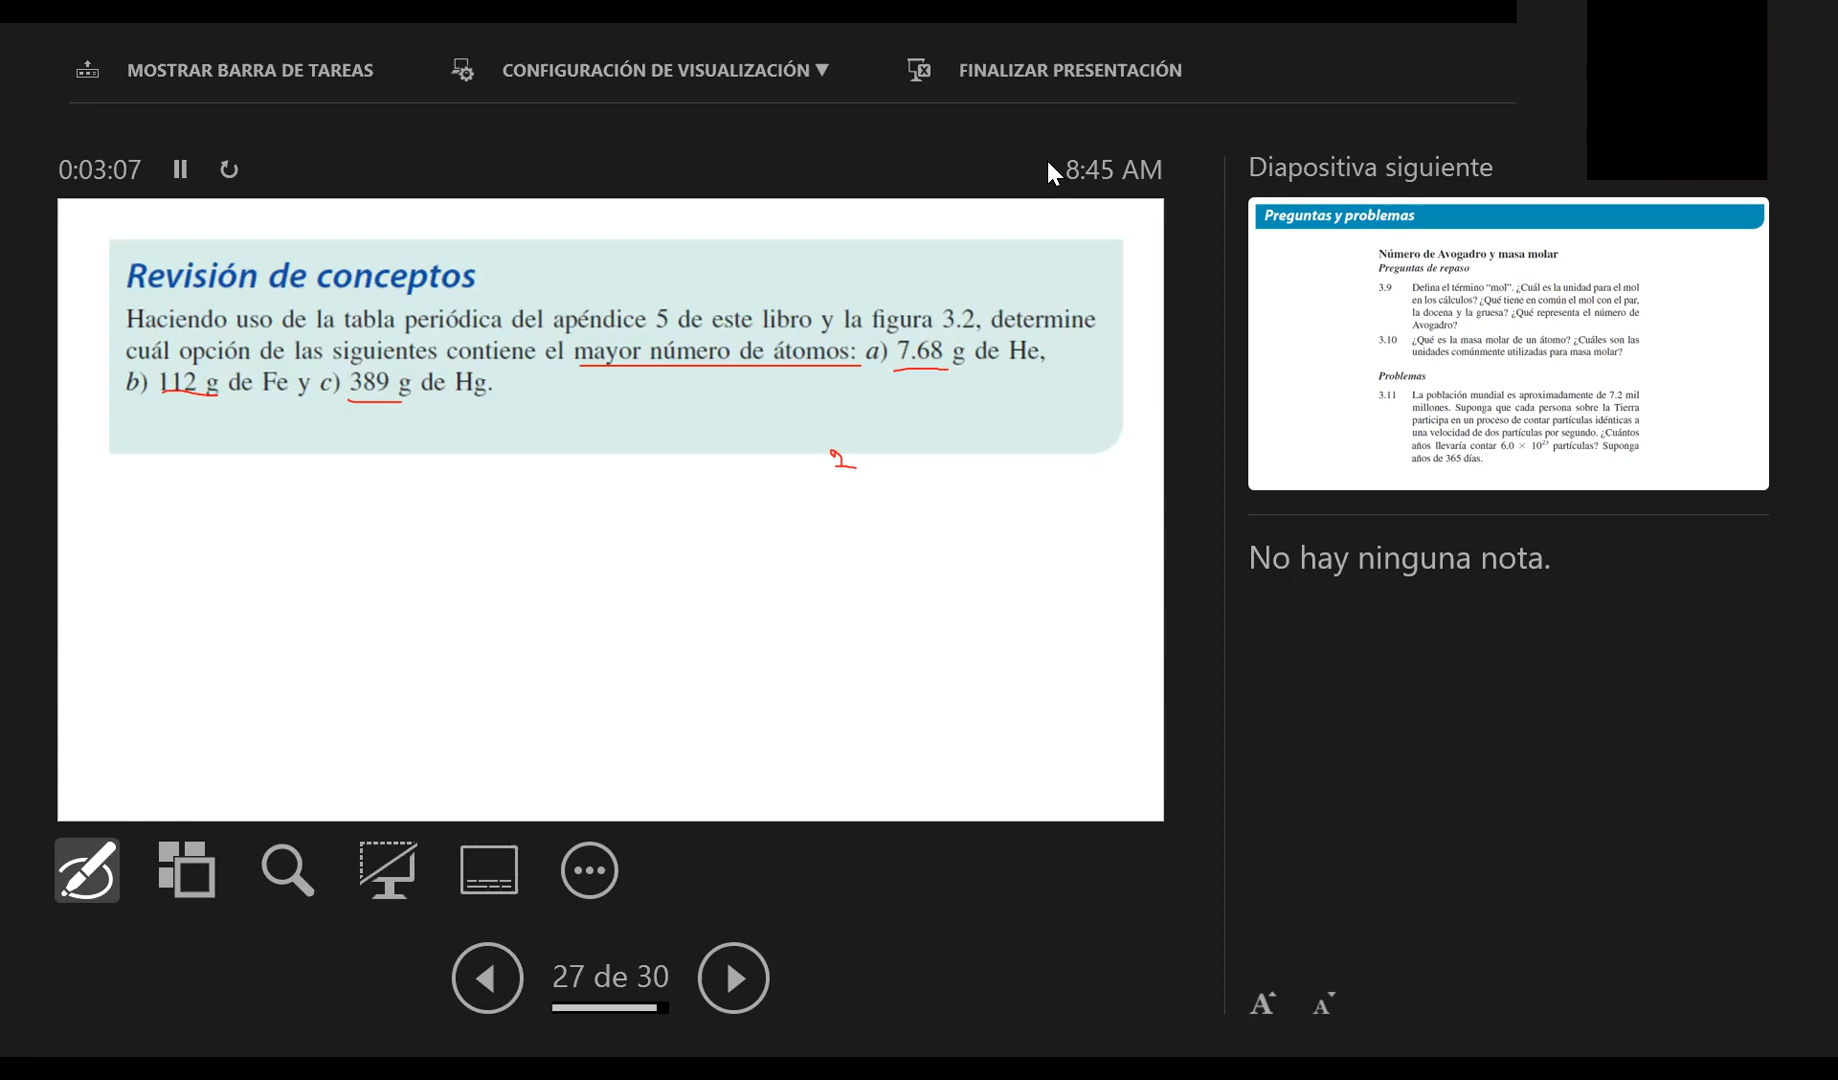 MOSTRAR BARRA DE TAREAS
CONFIGURACIÓN DE VISUALIZACIÓN ▼
FINALIZAR PRESENTACIÓN
0:03:07
8:45 AM
Revisión de conceptos
Haciendo uso de la tabla periódica del apéndice 5 de este libro y la figura 3.2, determine
cuál opción de las siguientes contiene el mayor número de átomos: a) 7.68 g de He,
b) 112 g de Fe y c) 389 g de Hg.
27 de 30
Diapositiva siguiente
Preguntas y problemas
Número de Avogadro y masa molar
Preguntas de repaso
3.9 Defina el término “mol”. ¿Cuál es la unidad para el mol
en los cálculos? ¿Qué tiene en común el mol con el par,
la docena y la gruesa? ¿Qué representa el número de
Avogadro?
3.10 ¿Qué es la masa molar de un átomo? ¿Cuáles son las
unidades comúnmente utilizadas para masa molar?
Problemas
3.11 La población mundial es aproximadamente de 7.2 mil
millones. Suponga que cada persona sobre la Tierra
participa en un proceso de contar partículas idénticas a
una velocidad de dos partículas por segundo. ¿Cuántos
años llevaría contar 6.0 × 10²³ partículas? Suponga
años de 365 días.
No hay ninguna nota.
A A